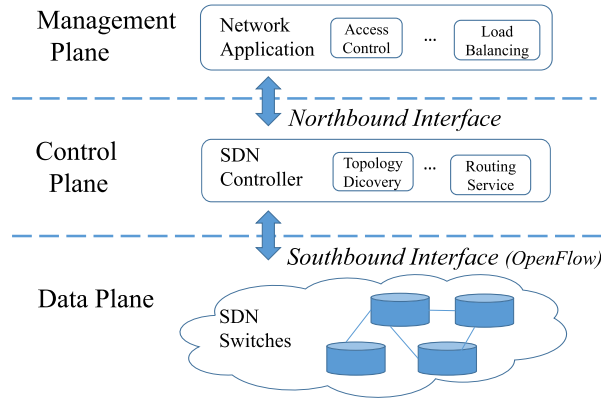 Management
Plane
Network
Application
Access
Control
...
Load
Balancing
Northbound Interface
Control
Plane
SDN
Controller
Topology
Dicovery
...
Routing
Service
Southbound Interface (OpenFlow)
Data Plane
SDN
Switches